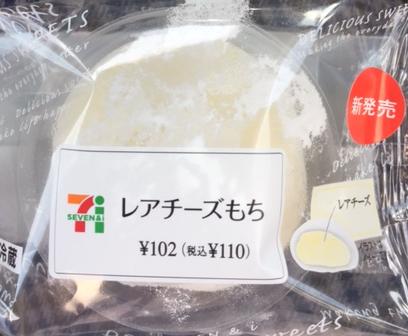 DELICIOUS SWEETS
新発売
レアチーズ
SEVEN&i
レアチーズもち
¥102(税込¥110)
冷蔵